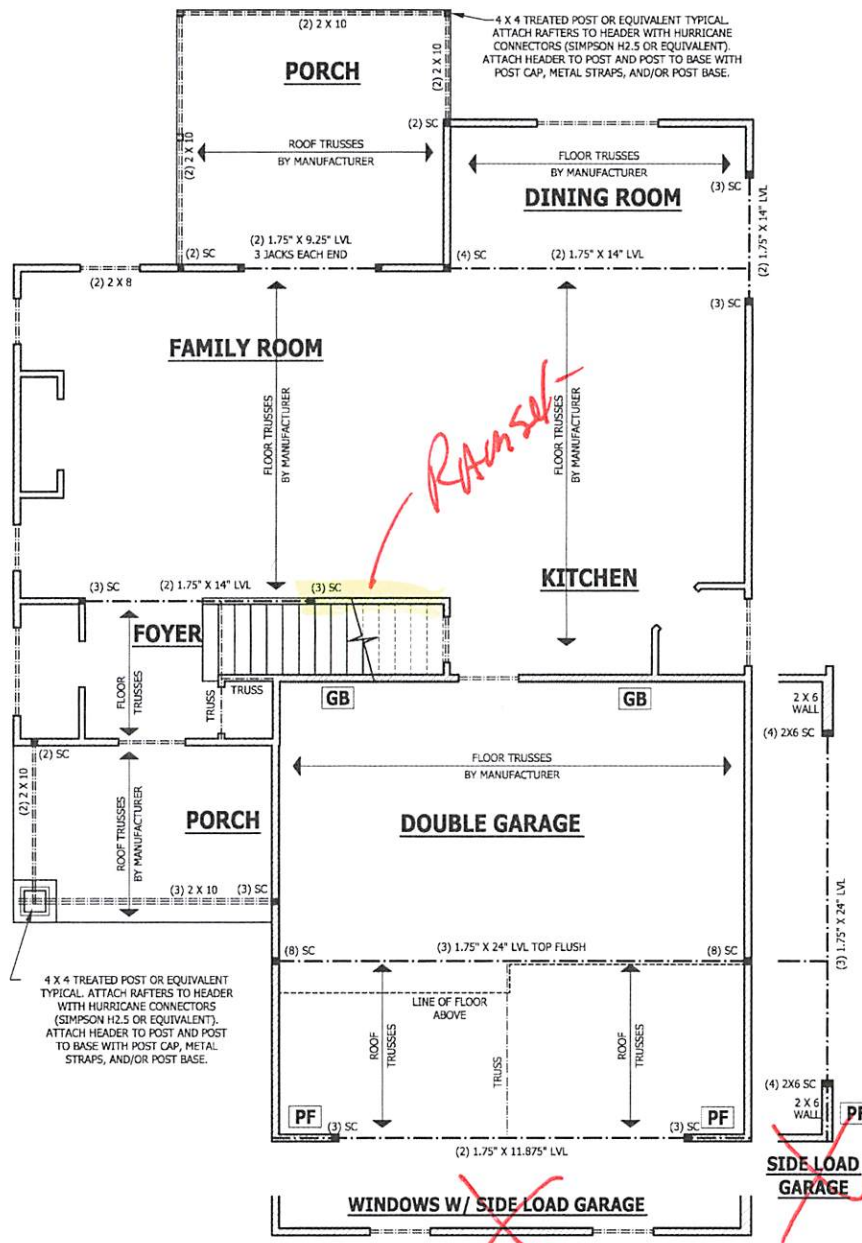 (2) 2 X 10
4 X 4 TREATED POST OR EQUIVALENT TYPICAL.
ATTACH RAFTERS TO HEADER WITH HURRICANE
CONNECTORS (SIMPSON H2.5 OR EQUIVALENT).
ATTACH HEADER TO POST AND POST TO BASE WITH
POST CAP, METAL STRAPS, AND/OR POST BASE.
PORCH
(2) 2 X 10
(2) 2 X 10
(2) SC
ROOF TRUSSES
BY MANUFACTURER
FLOOR TRUSSES
BY MANUFACTURER
(3) SC
DINING ROOM
(2) 1.75" X 14" LVL
(2) SC
(2) 1.75" X 9.25" LVL
3 JACKS EACH END
(4) SC
(2) 1.75" X 14" LVL
(2) 2 X 8
(3) SC
FAMILY ROOM
FLOOR TRUSSES
BY MANUFACTURER
FLOOR TRUSSES
BY MANUFACTURER
RAmset
KITCHEN
(3) SC
(2) 1.75" X 14" LVL
(3) SC
FOYER
FLOOR
TRUSSES
TRUSS
TRUSS
GB
GB
2 X 6
WALL
(4) 2X6 SC
(2) SC
FLOOR TRUSSES
BY MANUFACTURER
(2) 2 X 10
ROOF TRUSSES
BY MANUFACTURER
PORCH
DOUBLE GARAGE
(3) 2 X 10
(3) SC
(3) 1.75" X 24" LVL
(8) SC
(3) 1.75" X 24" LVL TOP FLUSH
(8) SC
4 X 4 TREATED POST OR EQUIVALENT
TYPICAL. ATTACH RAFTERS TO HEADER
WITH HURRICANE CONNECTORS
(SIMPSON H2.5 OR EQUIVALENT).
ATTACH HEADER TO POST AND POST
TO BASE WITH POST CAP, METAL
STRAPS, AND/OR POST BASE.
LINE OF FLOOR
ABOVE
ROOF
TRUSSES
TRUSS
ROOF
TRUSSES
(4) 2X6 SC
2 X 6
WALL
PF
PF
(3) SC
(3) SC
PF
(2) 1.75" X 11.875" LVL
SIDE LOAD
GARAGE
WINDOWS W/ SIDE LOAD GARAGE